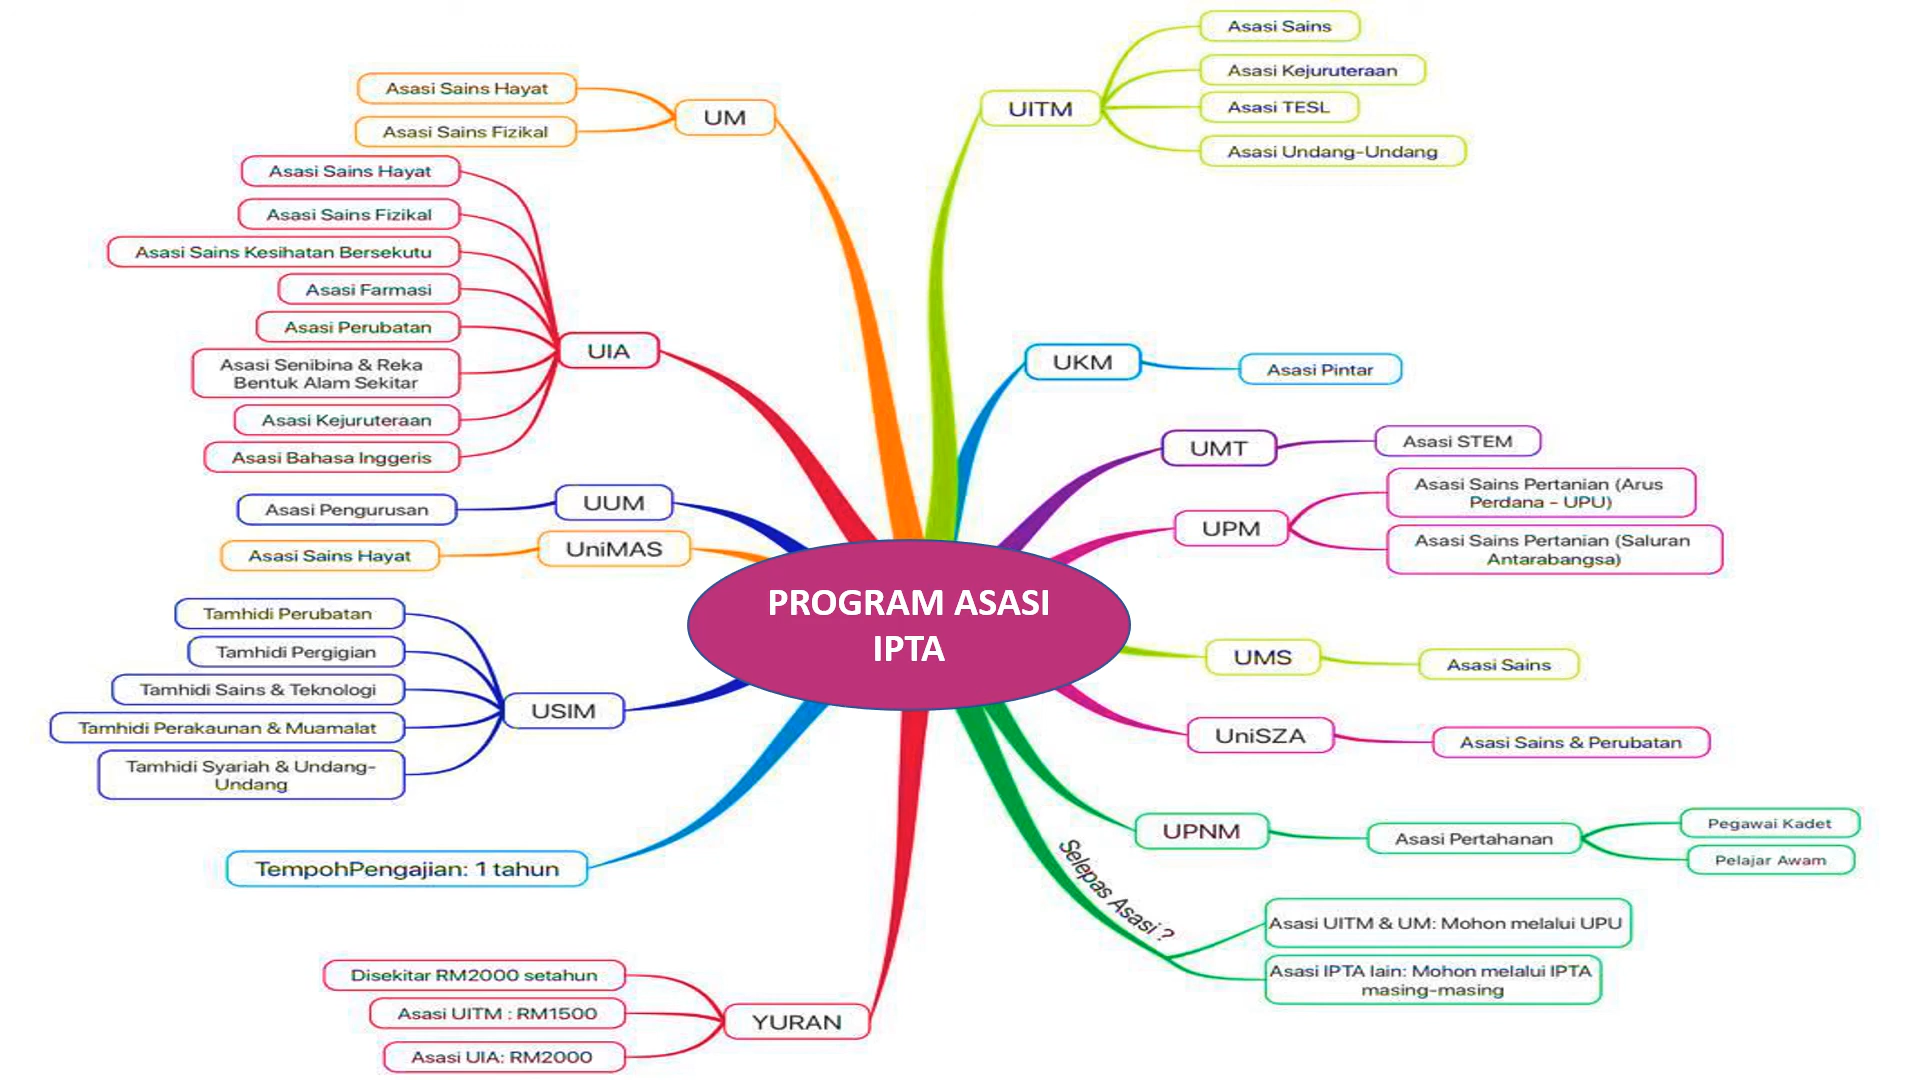 PROGRAM ASASI
IPTA
UM
Asasi Sains Hayat
Asasi Sains Fizikal
UIA
Asasi Sains Hayat
Asasi Sains Fizikal
Asasi Sains Kesihatan Bersekutu
Asasi Farmasi
Asasi Perubatan
Asasi Senibina & Reka
Bentuk Alam Sekitar
Asasi Kejuruteraan
Asasi Bahasa Inggeris
UUM
Asasi Pengurusan
UniMAS
Asasi Sains Hayat
USIM
Tamhidi Perubatan
Tamhidi Pergigian
Tamhidi Sains & Teknologi
Tamhidi Perakaunan & Muamalat
Tamhidi Syariah & Undang-
Undang
TempohPengajian: 1 tahun
YURAN
Disekitar RM2000 setahun
Asasi UITM : RM1500
Asasi UIA: RM2000
UITM
Asasi Sains
Asasi Kejuruteraan
Asasi TESL
Asasi Undang-Undang
UKM
Asasi Pintar
UMT
Asasi STEM
UPM
Asasi Sains Pertanian (Arus
Perdana - UPU)
Asasi Sains Pertanian (Saluran
Antarabangsa)
UMS
Asasi Sains
UniSZA
Asasi Sains & Perubatan
UPNM
Asasi Pertahanan
Pegawai Kadet
Pelajar Awam
Selepas Asasi ?
Asasi UITM & UM: Mohon melalui UPU
Asasi IPTA lain: Mohon melalui IPTA
masing-masing